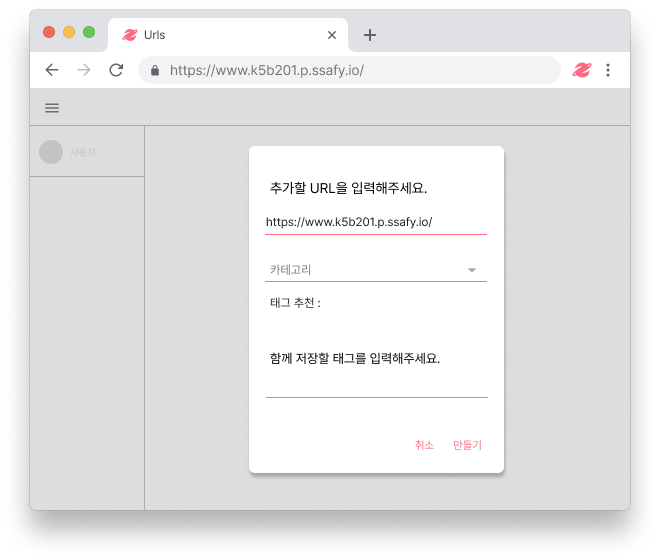 Urls
https://www.k5b201.p.ssafy.io/
사용자
추가할 URL을 입력해주세요.
https://www.k5b201.p.ssafy.io/
카테고리
태그 추천 :
함께 저장할 태그를 입력해주세요.
취소 만들기